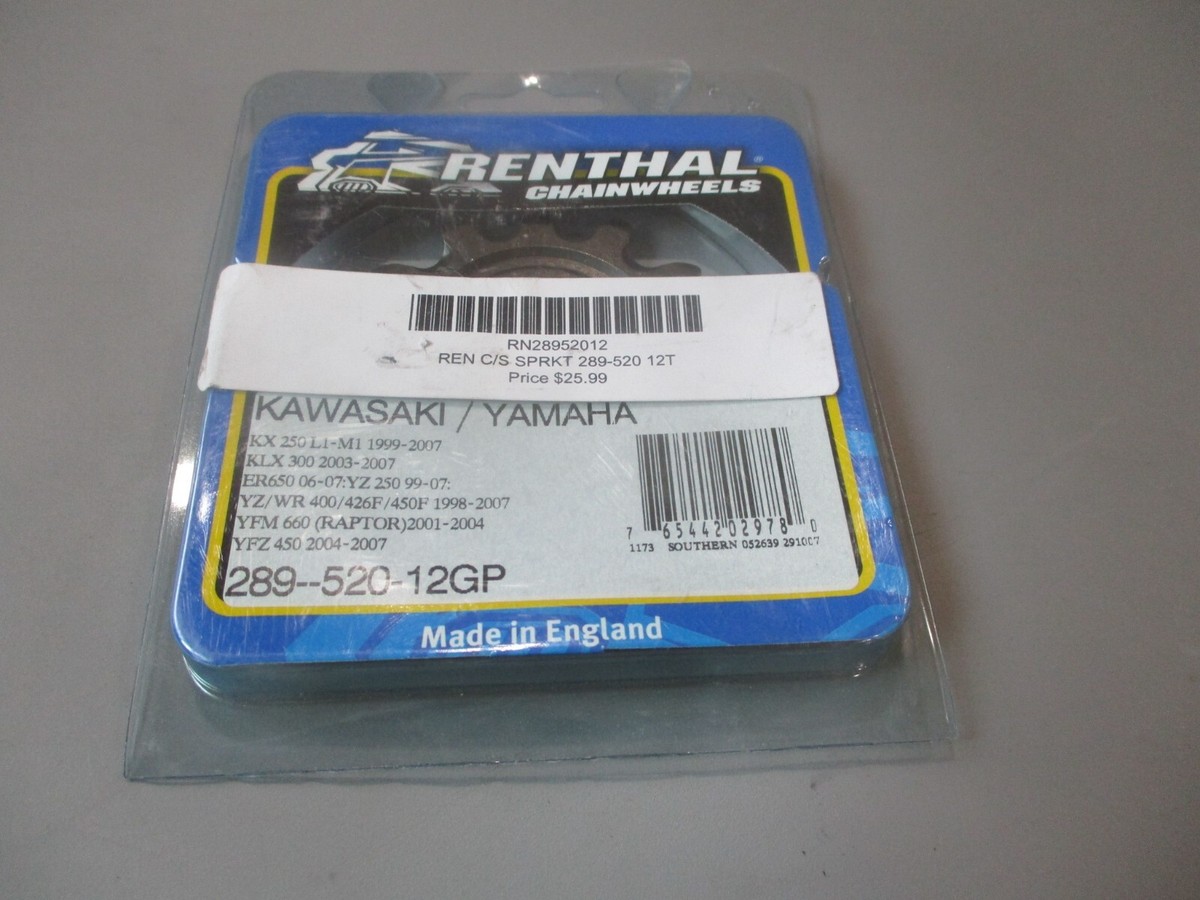 RENTHAL
CHAINWHEELS
RN28952012
REN C/S SPRKT 289-520 12T
Price $25.99
KAWASAKI / YAMAHA
KX 250 L1-M1 1999-2007
KLX 300 2003-2007
ER650 06-07:YZ 250 99-07:
YZ/WR 400/426F/450F 1998-2007
YFM 660 (RAPTOR)2001-2004
YFZ 450 2004-2007
289--520-12GP
7 65442 02978 0
1173 SOUTHERN 052639 291007
Made in England